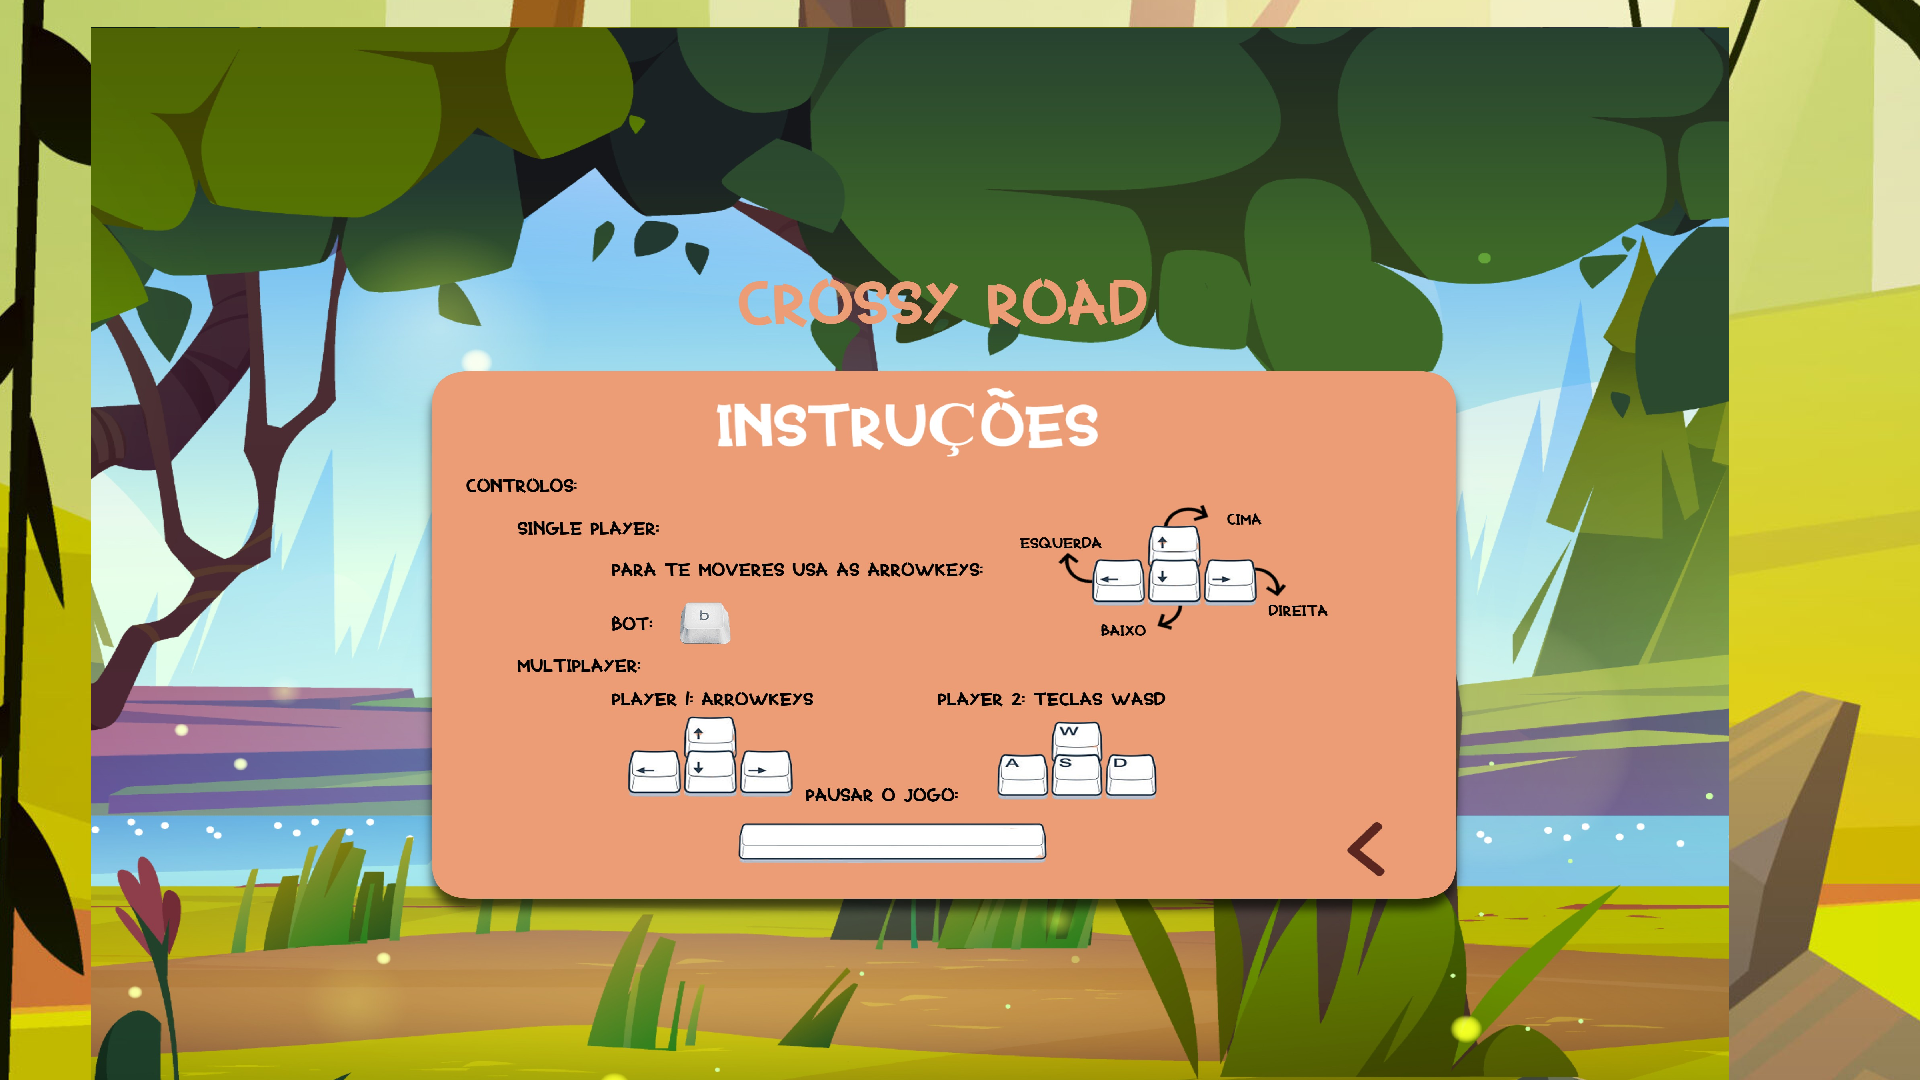 CROSSY ROAD
INSTRUÇÕES
CONTROLOS:
SINGLE PLAYER:
CIMA
ESQUERDA
PARA TE MOVERES USA AS ARROWKEYS:
↑
← ↓ →
DIREITA
BOT: b
BAIXO
MULTIPLAYER:
PLAYER 1: ARROWKEYS PLAYER 2: TECLAS WASD
↑
← ↓ →
W
A S D
PAUSAR O JOGO: